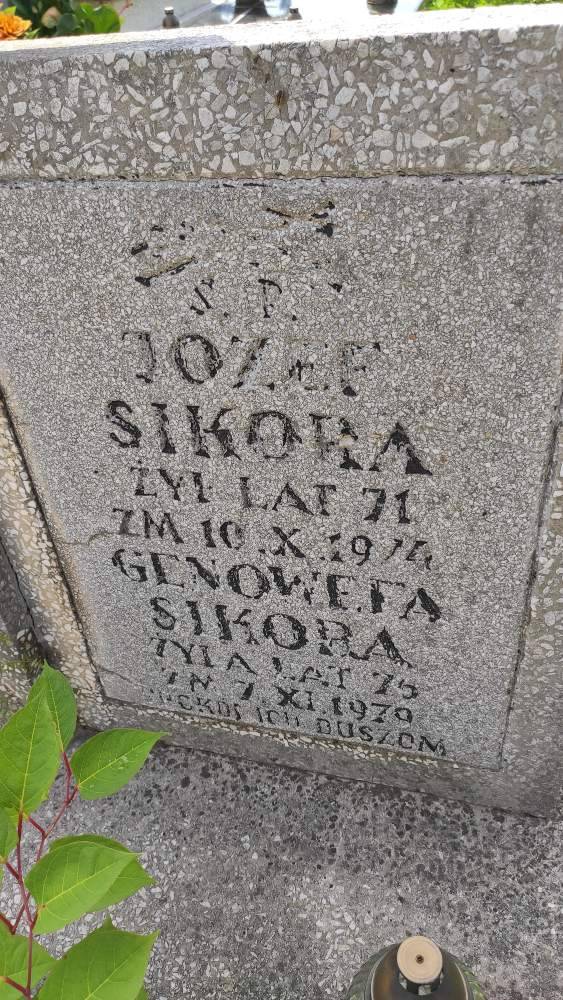 S. P.
JÓZEF
SIKORA
ŻYŁ LAT 71
ZM 10.X.1974
GENOWEFA
SIKORA
ŻYŁA LAT 75
ZM 7 XI 1979
POKÓJ ICH DUSZOM